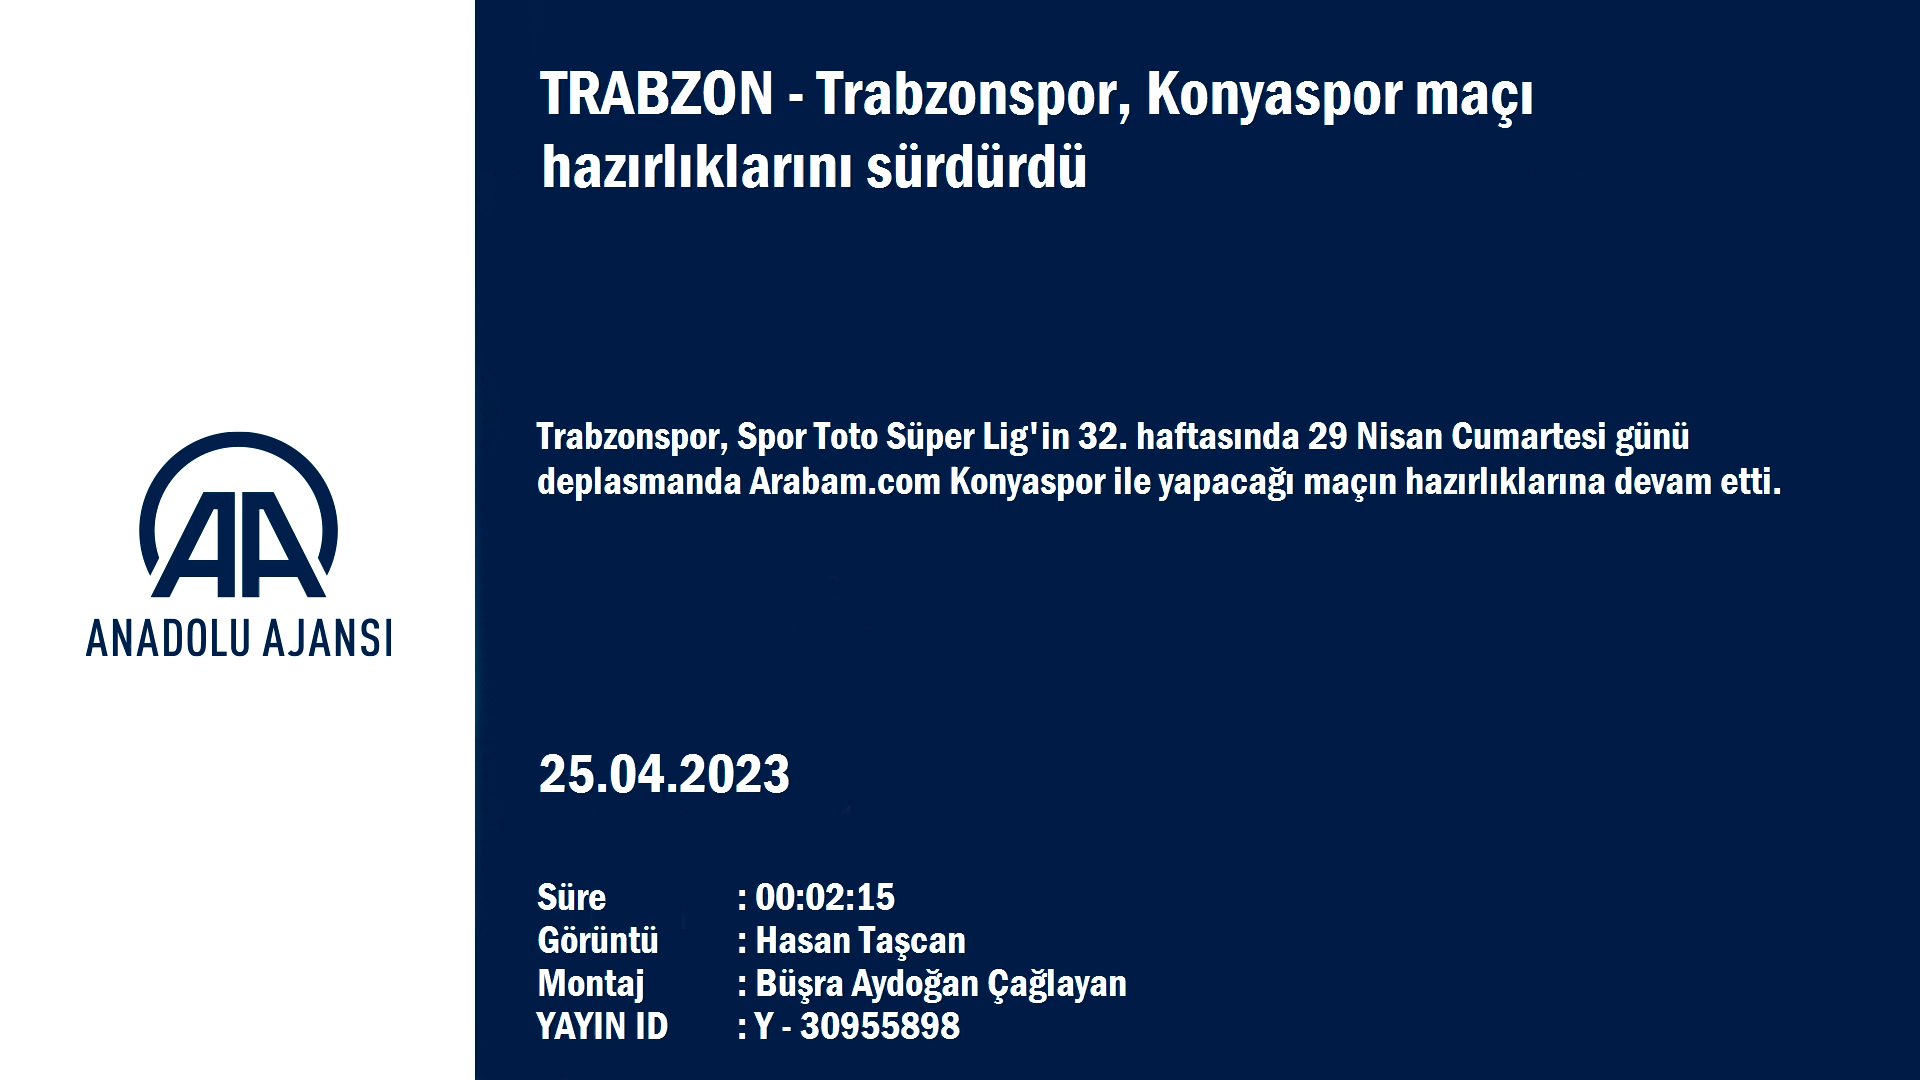 TRABZON - Trabzonspor, Konyaspor maçı
hazırlıklarını sürdürdü
Trabzonspor, Spor Toto Süper Lig'in 32. haftasında 29 Nisan Cumartesi günü
deplasmanda Arabam.com Konyaspor ile yapacağı maçın hazırlıklarına devam etti.
AA
ANADOLU AJANSI
25.04.2023
Süre : 00:02:15
Görüntü : Hasan Taşcan
Montaj : Büşra Aydoğan Çağlayan
YAYIN ID : Y - 30955898